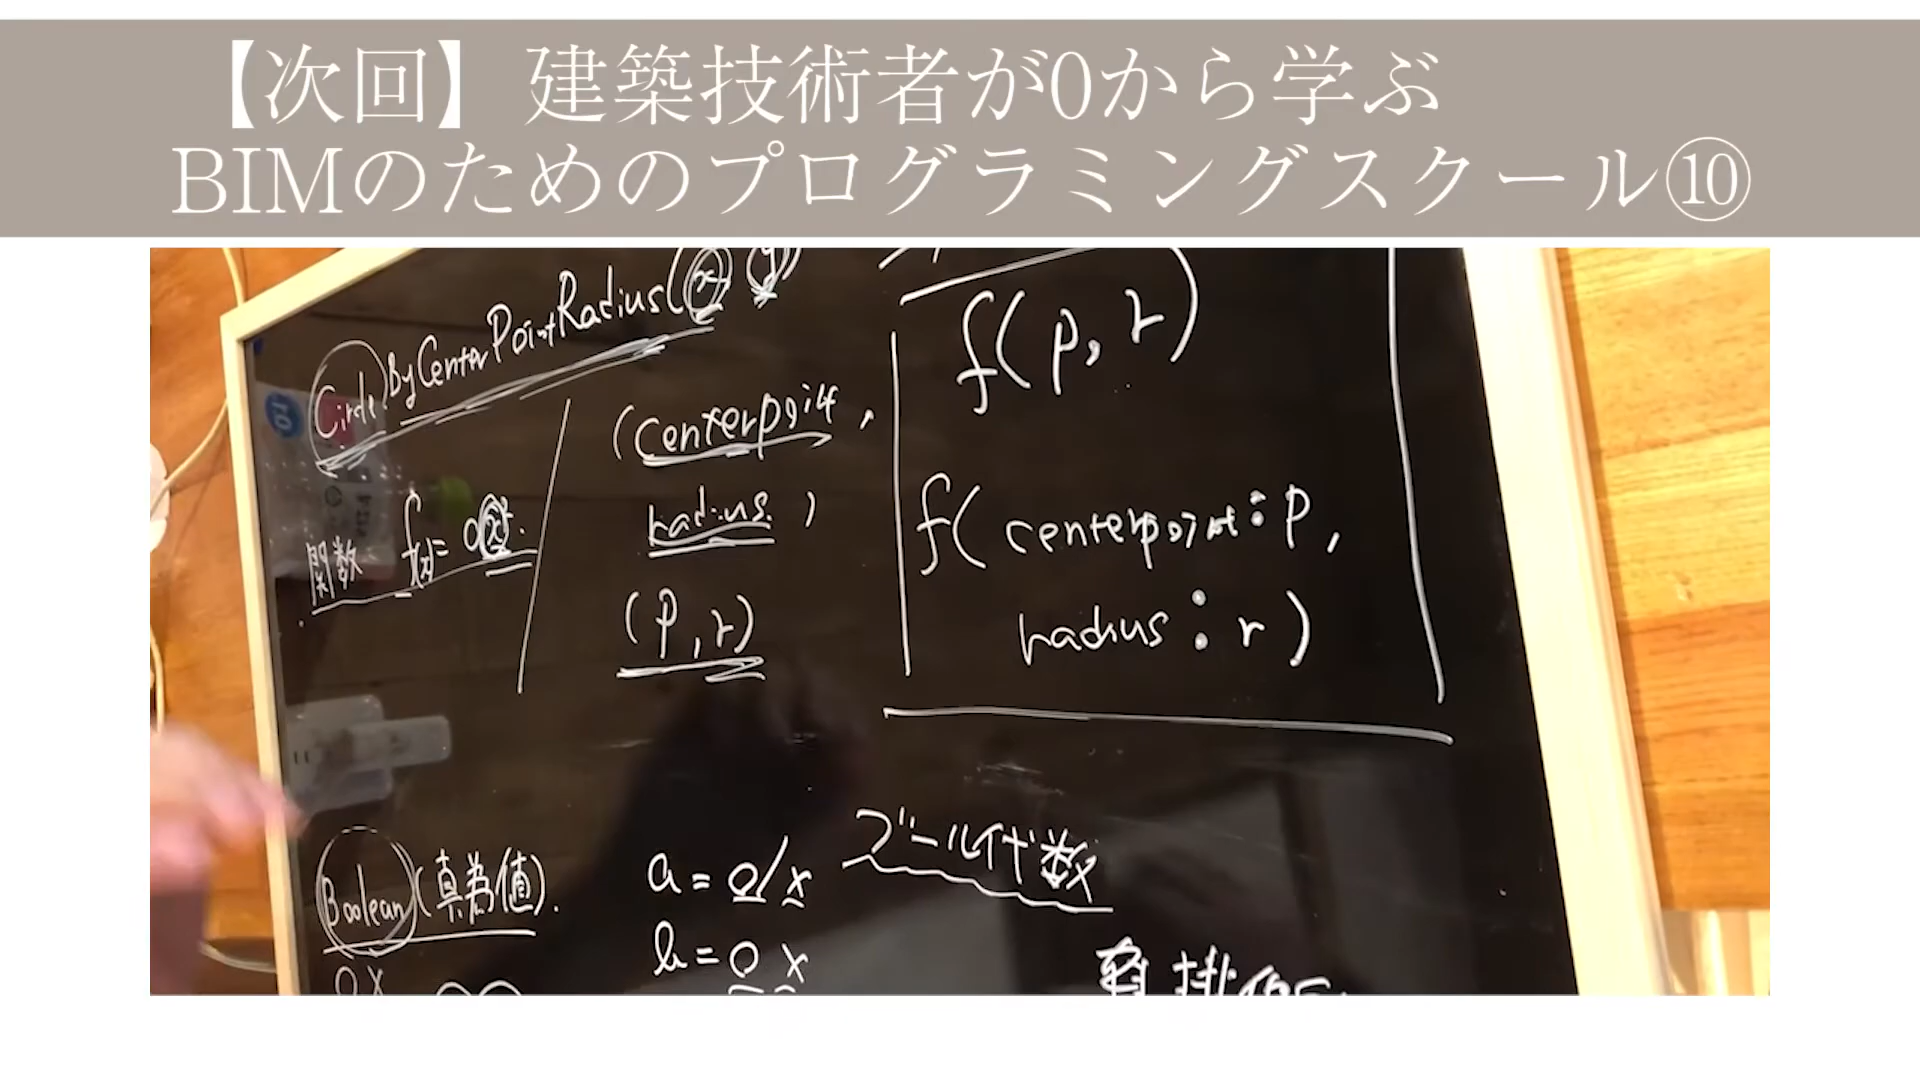 【次回】建築技術者が0から学ぶ
BIMのためのプログラミングスクール⑩
Circle.ByCenterPointRadius(x y)
関数 f(x)= ax.
(centerpoint,
radius)
(p, r)
f(p, r)
f(centerpoint:p,
radius:r)
Boolean (真偽値).
a = o/x
b = o x
ブール代数
OX